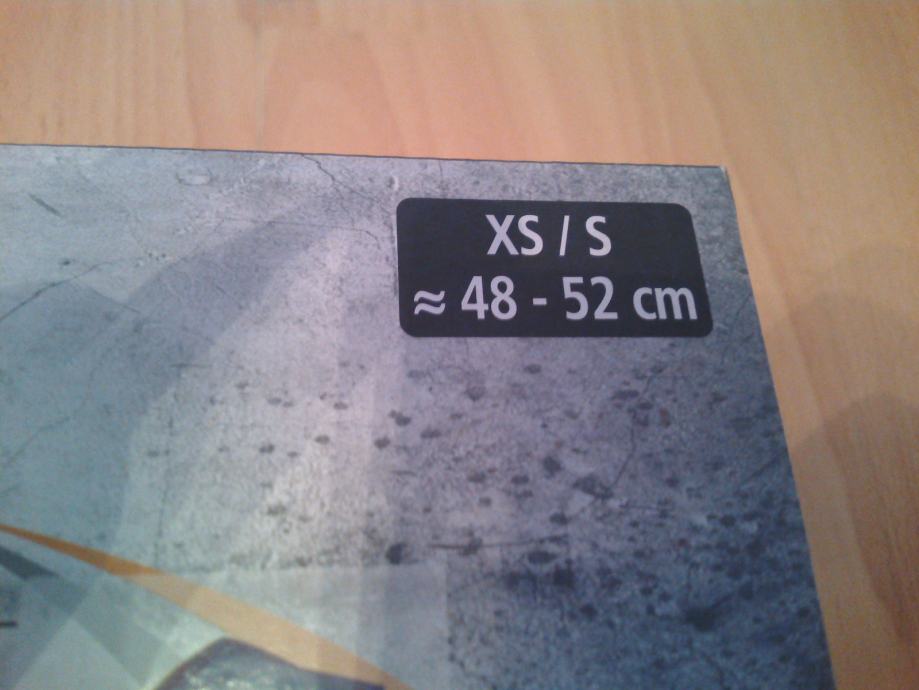 XS / S
≈ 48 - 52 cm